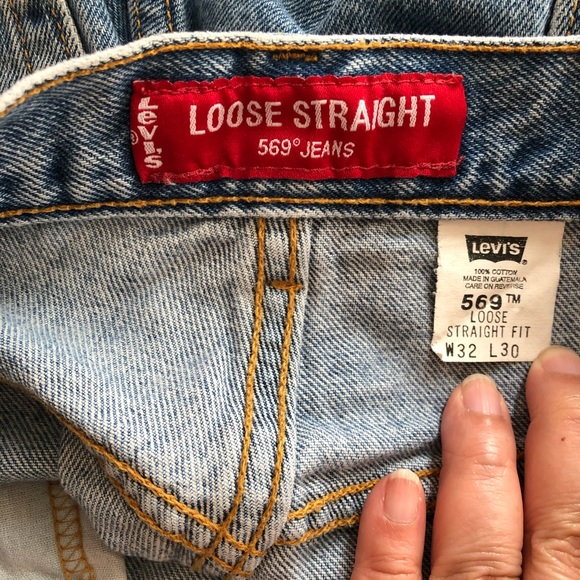 LEVI'S
®
LOOSE STRAIGHT
569® JEANS
LEVI'S
®
100% COTTON
MADE IN GUATEMALA
CARE ON REVERSE
569™
LOOSE
STRAIGHT FIT
W32 L30